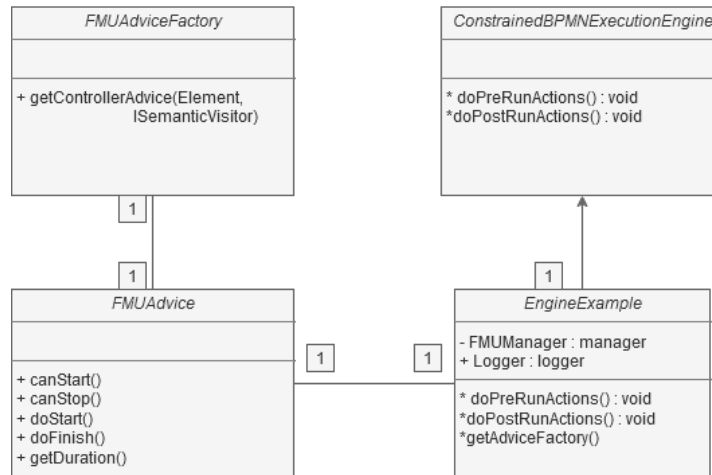 FMUAdviceFactory
+ getControllerAdvice(Element,
ISemanticVisitor)
ConstrainedBPMNExecutionEngine
* doPreRunActions() : void
*doPostRunActions() : void
1
1
FMUAdvice
+ canStart()
+ canStop()
+ doStart()
+ doFinish()
+ getDuration()
1
1
1
EngineExample
- FMUManager : manager
+ Logger : logger
* doPreRunActions() : void
*doPostRunActions() : void
*getAdviceFactory()